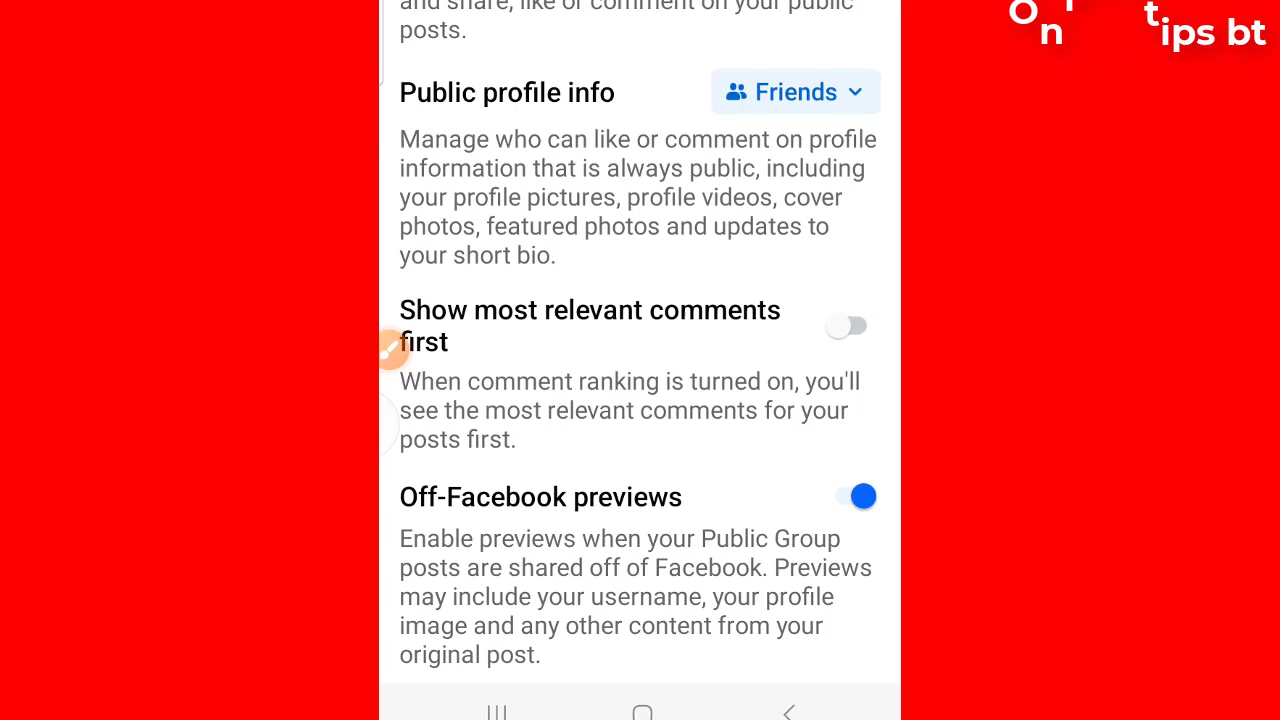 and share, like or comment on your public
posts.
Public profile info
Friends
Manage who can like or comment on profile
information that is always public, including
your profile pictures, profile videos, cover
photos, featured photos and updates to
your short bio.
Show most relevant comments
first
When comment ranking is turned on, you'll
see the most relevant comments for your
posts first.
Off-Facebook previews
Enable previews when your Public Group
posts are shared off of Facebook. Previews
may include your username, your profile
image and any other content from your
original post.
On
tips bt